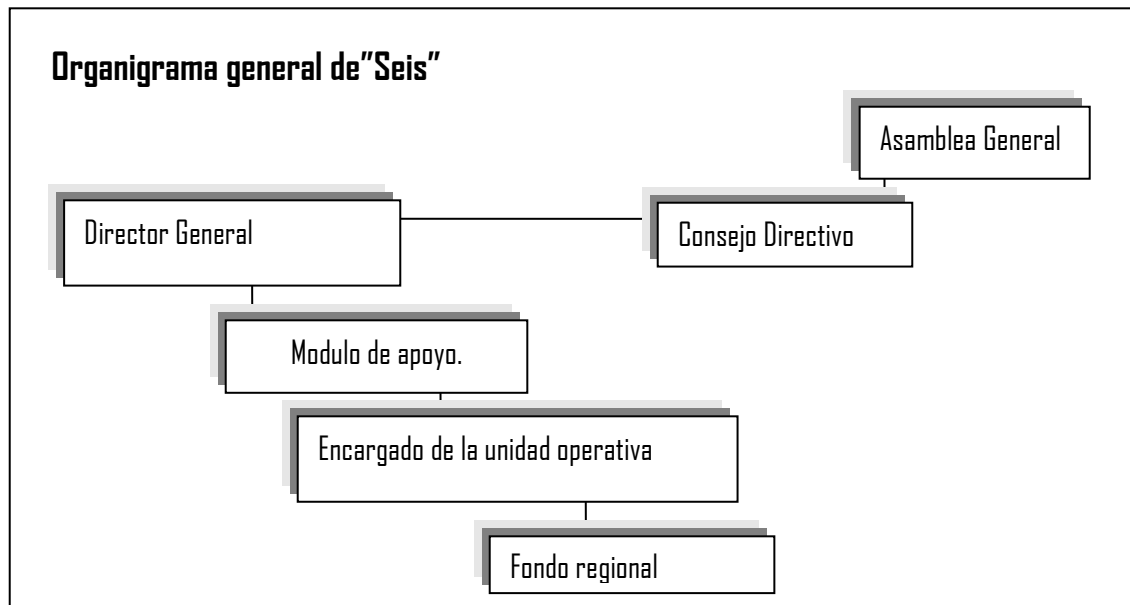 Organigrama general de"Seis"
Asamblea General
Director General
Consejo Directivo
Modulo de apoyo.
Encargado de la unidad operativa
Fondo regional